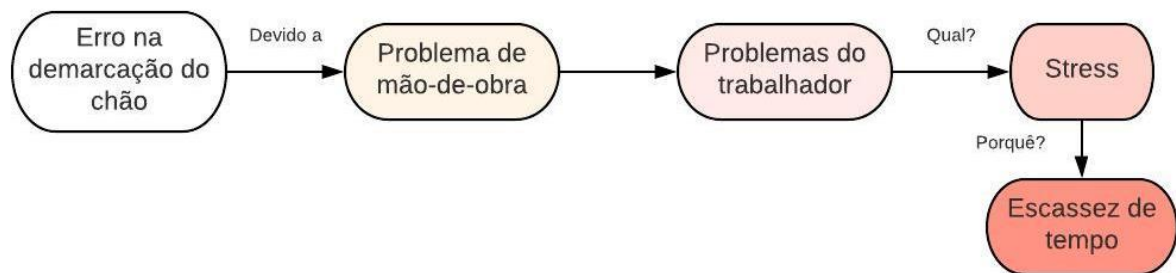 Erro na
demarcação do
chão
Devido a
Problema de
mão-de-obra
Problemas do
trabalhador
Qual?
Stress
Porquê?
Escassez de
tempo